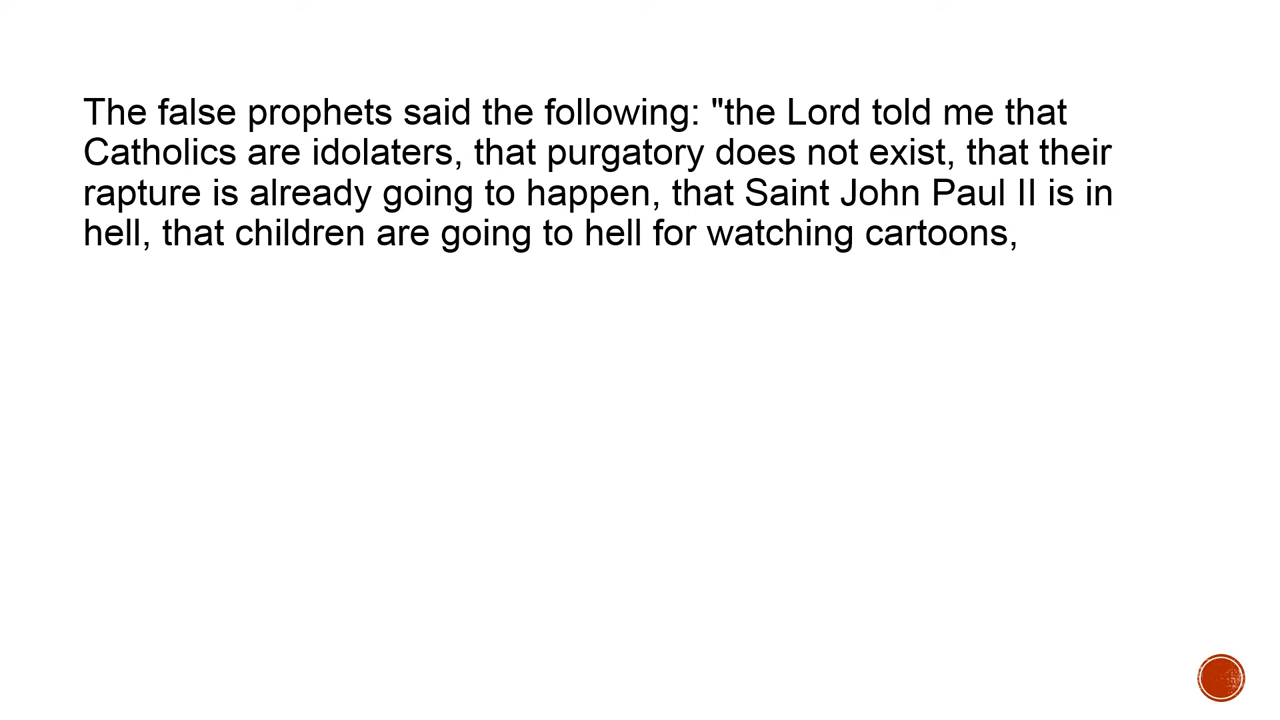 The false prophets said the following: "the Lord told me that
Catholics are idolaters, that purgatory does not exist, that their
rapture is already going to happen, that Saint John Paul II is in
hell, that children are going to hell for watching cartoons,